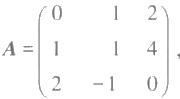 A = ( 0 1 2
1 1 4
2 -1 0 ) ,